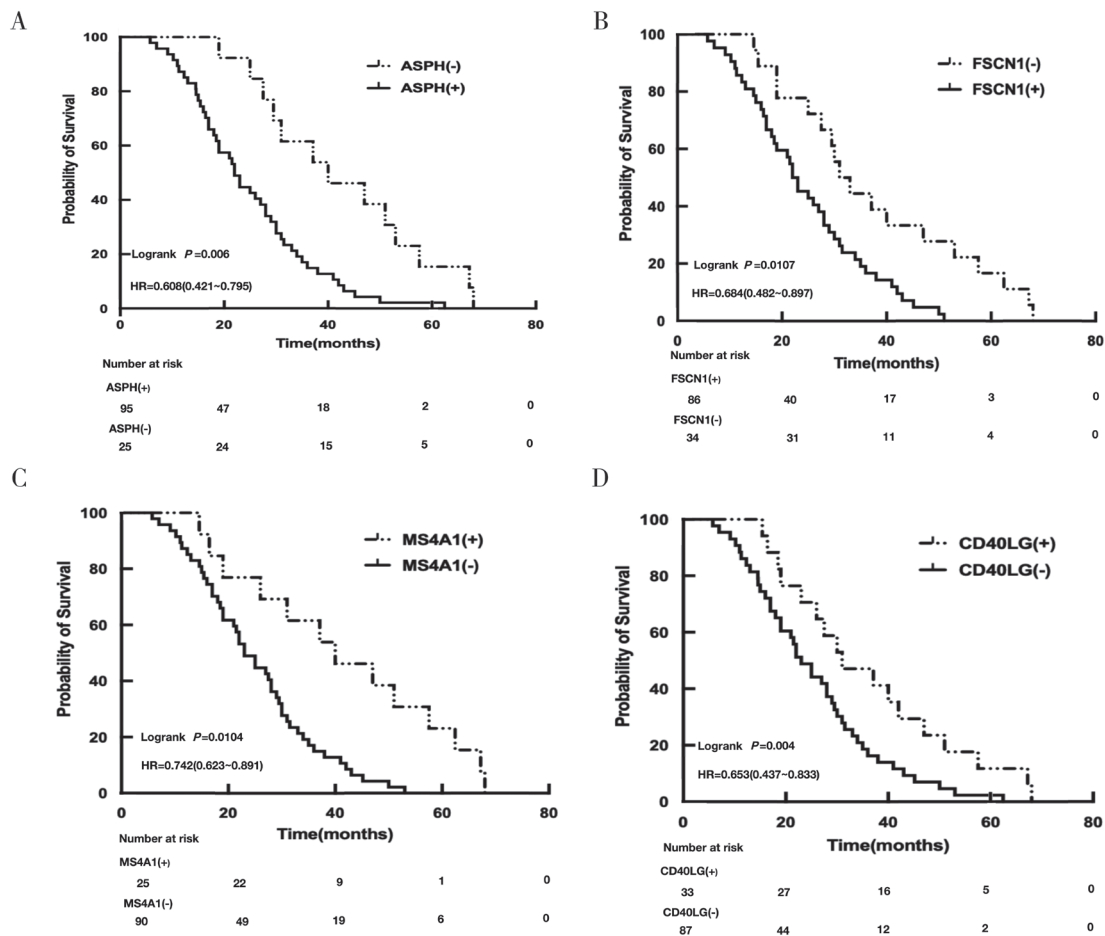 A
100
80
60
40
20
0
Probability of Survival
ASPH(-)
ASPH(+)
Logrank P=0.006
HR=0.608(0.421~0.795)
0 20 40 60 80
Time(months)
Number at risk
ASPH(+)
95 47 18 2 0
ASPH(-)
25 24 15 5 0
B
100
80
60
40
20
0
Probability of Survival
FSCN1(-)
FSCN1(+)
Logrank P=0.0107
HR=0.684(0.482~0.897)
0 20 40 60 80
Time(months)
Number at risk
FSCN1(+)
86 40 17 3 0
FSCN1(-)
34 31 11 4 0
C
100
80
60
40
20
0
Probability of Survival
MS4A1(+)
MS4A1(-)
Logrank P=0.0104
HR=0.742(0.623~0.891)
0 20 40 60 80
Time(months)
Number at risk
MS4A1(+)
25 22 9 1 0
MS4A1(-)
90 49 19 6 0
D
100
80
60
40
20
0
Probability of Survival
CD40LG(+)
CD40LG(-)
Logrank P=0.004
HR=0.653(0.437~0.833)
0 20 40 60 80
Time(months)
Number at risk
CD40LG(+)
33 27 16 5 0
CD40LG(-)
87 44 12 2 0